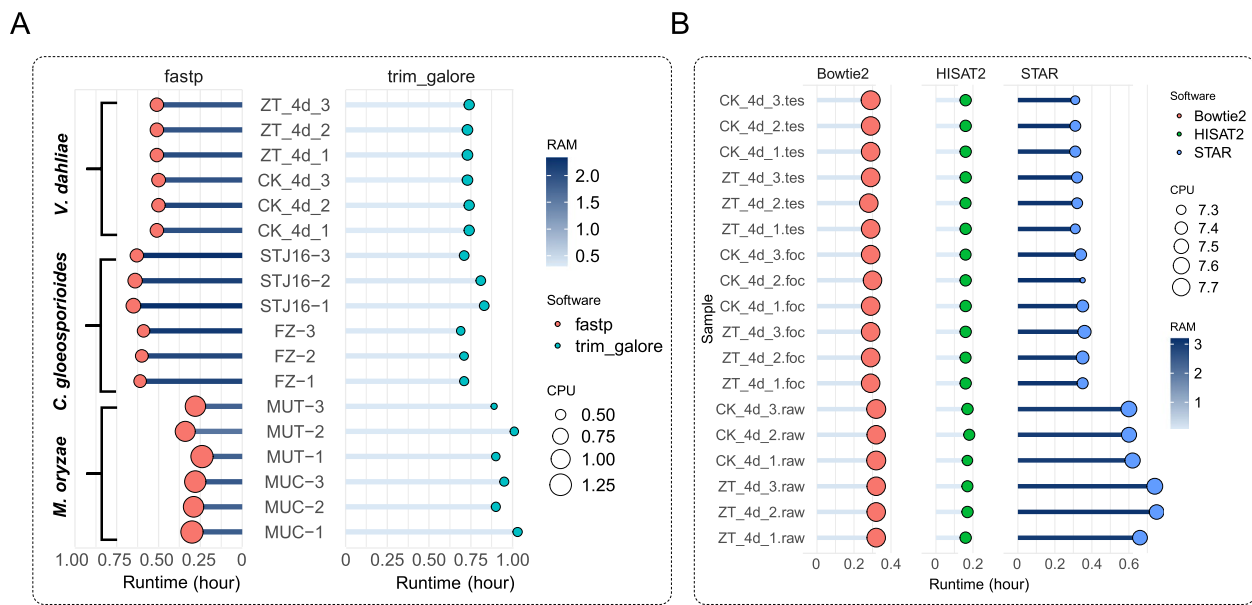 A
fastp
trim_galore
V. dahliae
C. gloeosporioides
M. oryzae
ZT_4d_3
ZT_4d_2
ZT_4d_1
CK_4d_3
CK_4d_2
CK_4d_1
STJ16−3
STJ16−2
STJ16−1
FZ−3
FZ−2
FZ−1
MUT−3
MUT−2
MUT−1
MUC−3
MUC−2
MUC−1
1.00 0.75 0.50 0.25 0
0 0.25 0.50 0.75 1.00
Runtime (hour)
Runtime (hour)
RAM
2.0
1.5
1.0
0.5
Software
fastp
trim_galore
CPU
0.50
0.75
1.00
1.25
B
Bowtie2
HISAT2
STAR
Sample
CK_4d_3.tes
CK_4d_2.tes
CK_4d_1.tes
ZT_4d_3.tes
ZT_4d_2.tes
ZT_4d_1.tes
CK_4d_3.foc
CK_4d_2.foc
CK_4d_1.foc
ZT_4d_3.foc
ZT_4d_2.foc
ZT_4d_1.foc
CK_4d_3.raw
CK_4d_2.raw
CK_4d_1.raw
ZT_4d_3.raw
ZT_4d_2.raw
ZT_4d_1.raw
0 0.2 0.4
0 0.2
0 0.2 0.4 0.6
Runtime (hour)
Software
Bowtie2
HISAT2
STAR
CPU
7.3
7.4
7.5
7.6
7.7
RAM
3
2
1